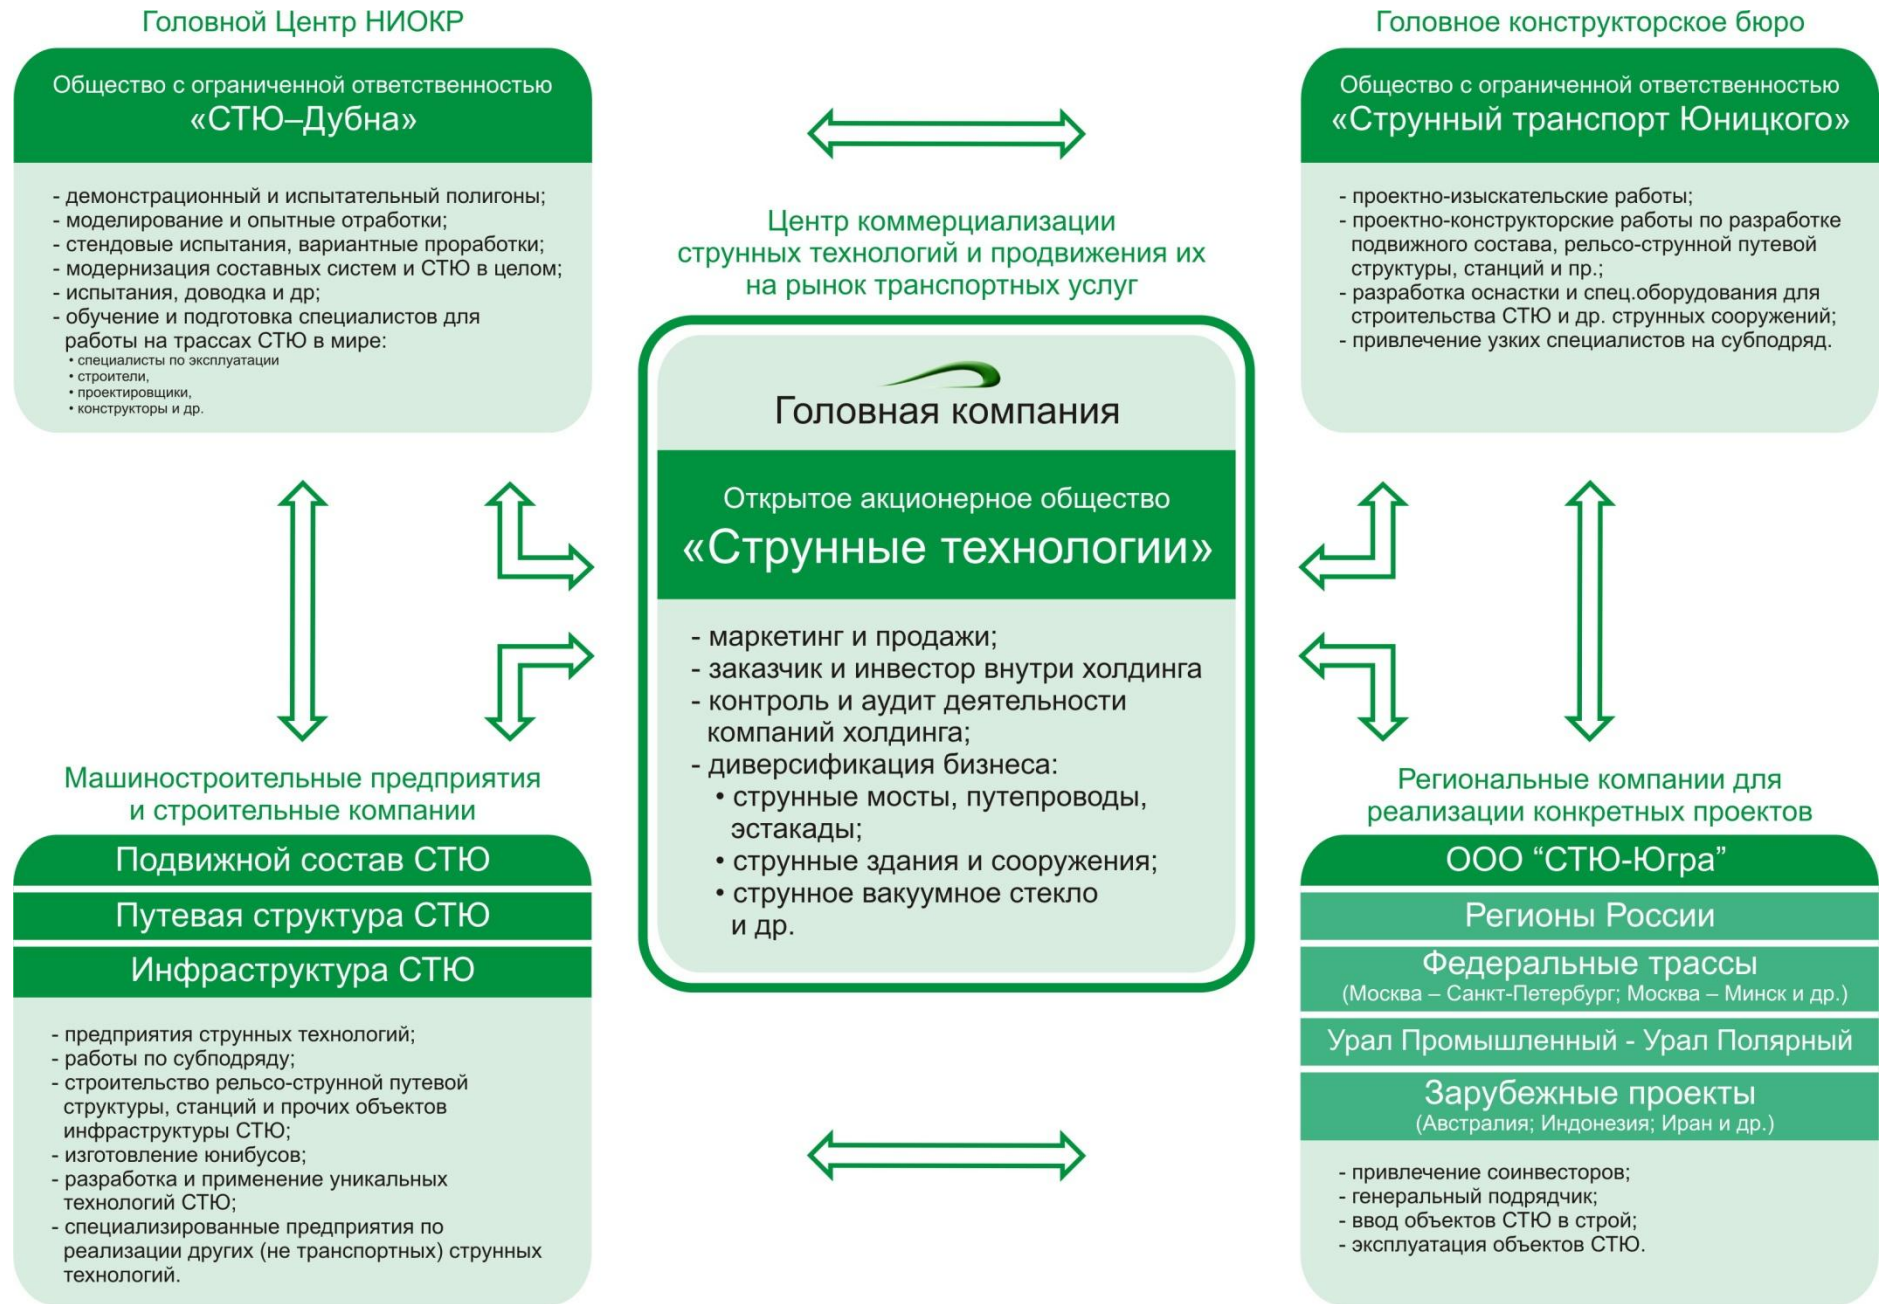 Головной Центр НИОКР
Общество с ограниченной ответственностью
«СТЮ–Дубна»
- демонстрационный и испытательный полигоны;
- моделирование и опытные отработки;
- стендовые испытания, вариантные проработки;
- модернизация составных систем и СТЮ в целом;
- испытания, доводка и др;
- обучение и подготовка специалистов для
работы на трассах СТЮ в мире:
• специалисты по эксплуатации
• строители,
• проектировщики,
• конструкторы и др.
Центр коммерциализации
струнных технологий и продвижения их
на рынок транспортных услуг
Головная компания
Открытое акционерное общество
«Струнные технологии»
- маркетинг и продажи;
- заказчик и инвестор внутри холдинга
- контроль и аудит деятельности
компаний холдинга;
- диверсификация бизнеса:
• струнные мосты, путепроводы,
эстакады;
• струнные здания и сооружения;
• струнное вакуумное стекло
и др.
Головное конструкторское бюро
Общество с ограниченной ответственностью
«Струнный транспорт Юницкого»
- проектно-изыскательские работы;
- проектно-конструкторские работы по разработке
подвижного состава, рельсо-струнной путевой
структуры, станций и пр.;
- разработка оснастки и спец.оборудования для
строительства СТЮ и др. струнных сооружений;
- привлечение узких специалистов на субподряд.
Машиностроительные предприятия
и строительные компании
Подвижной состав СТЮ
Путевая структура СТЮ
Инфраструктура СТЮ
- предприятия струнных технологий;
- работы по субподряду;
- строительство рельсо-струнной путевой
структуры, станций и прочих объектов
инфраструктуры СТЮ;
- изготовление юнибусов;
- разработка и применение уникальных
технологий СТЮ;
- специализированные предприятия по
реализации других (не транспортных) струнных
технологий.
Региональные компании для
реализации конкретных проектов
ООО “СТЮ-Югра”
Регионы России
Федеральные трассы
(Москва – Санкт-Петербург; Москва – Минск и др.)
Урал Промышленный - Урал Полярный
Зарубежные проекты
(Австралия; Индонезия; Иран и др.)
- привлечение соинвесторов;
- генеральный подрядчик;
- ввод объектов СТЮ в строй;
- эксплуатация объектов СТЮ.